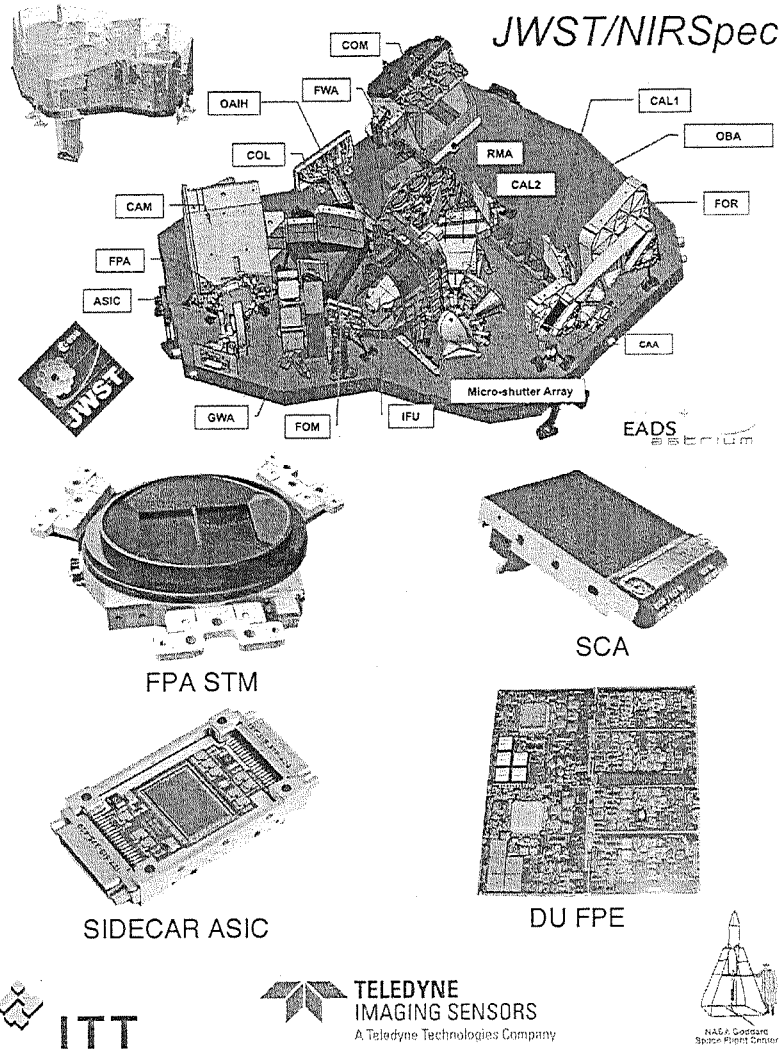 JWST/NIRSpec
COM
FWA
OAIH
CAL1
OBA
COL
RMA
CAL2
CAM
FOR
FPA
ASIC
CAA
esa
JWST
Micro-shutter Array
GWA
FOM
IFU
EADS
astrium
FPA STM
SCA
SIDECAR ASIC
DU FPE
ITT
TELEDYNE
IMAGING SENSORS
A Teledyne Technologies Company
NASA Goddard
Space Flight Center